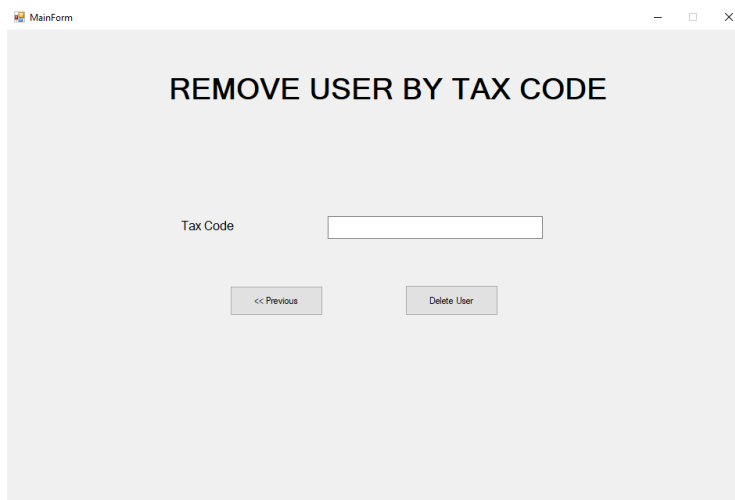 MainForm
REMOVE USER BY TAX CODE
Tax Code
<< Previous
Delete User